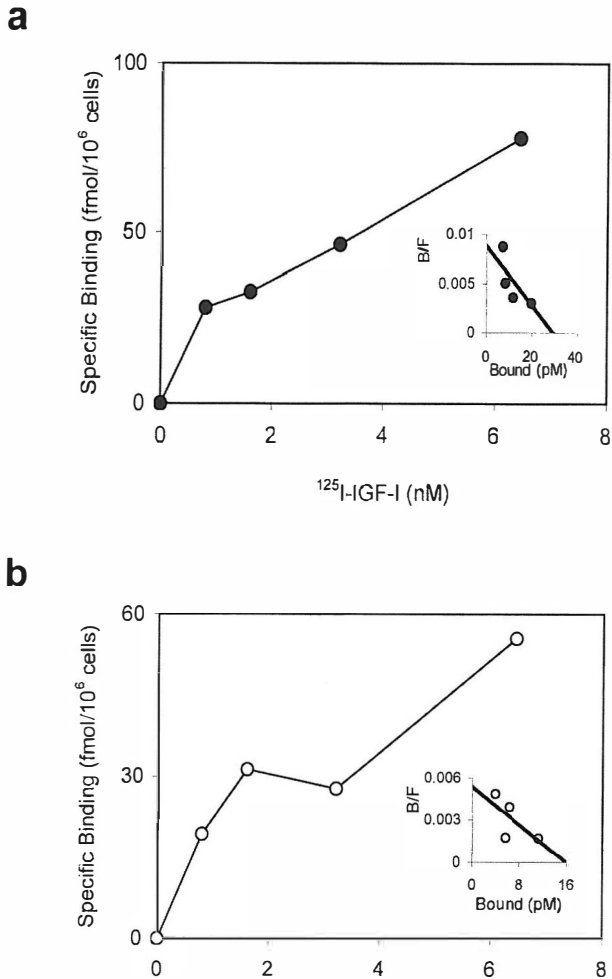 a
100
Specific Binding (fmol/10⁶ cells)
50
0
0 2 4 6 8
¹²⁵I-IGF-I (nM)
0.01
B/F
0.005
0
0 20 40
Bound (pM)
b
60
Specific Binding (fmol/10⁶ cells)
30
0
0 2 4 6
0.006
B/F
0.003
0
0 8 16
Bound (pM)